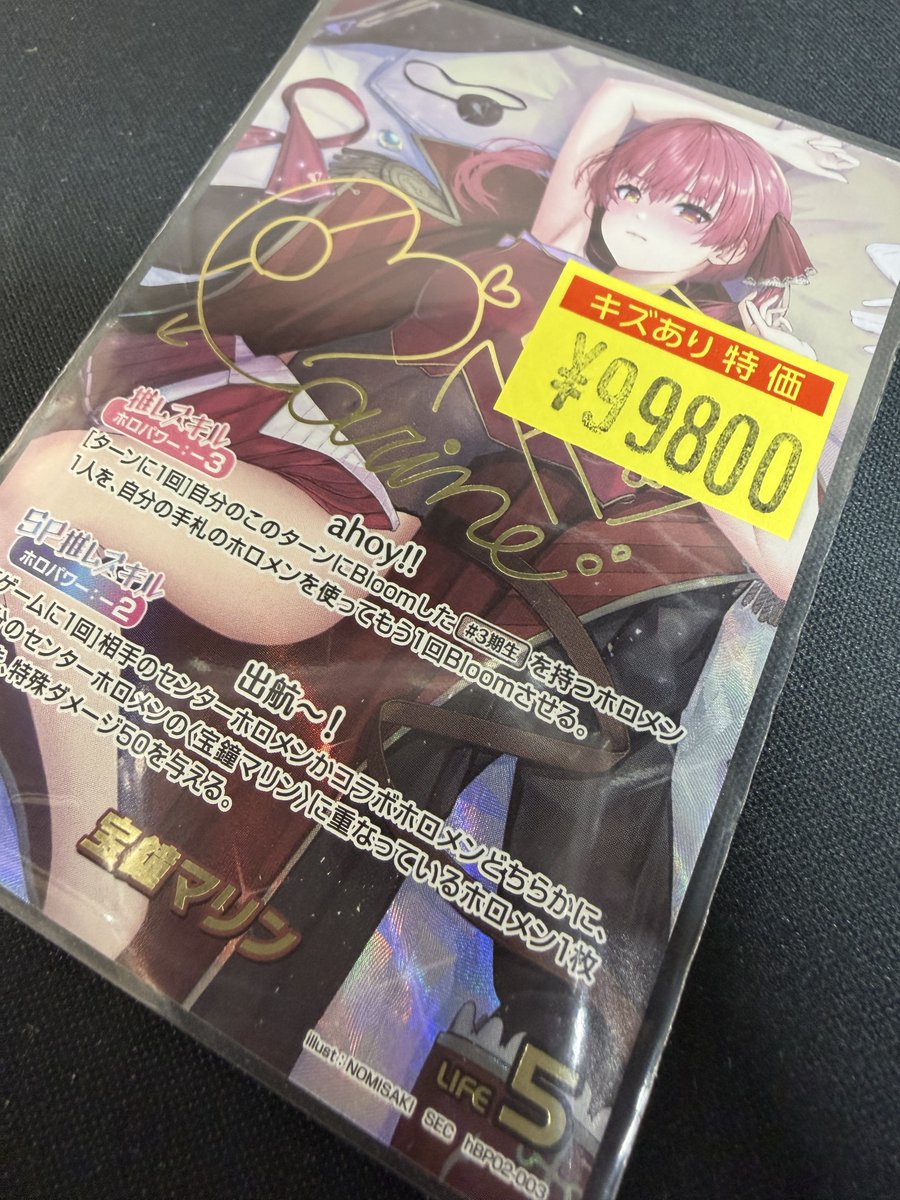 キズあり特価
¥99800
Marine
推しスキル
ホロパワー：－3
ahoy!!
[ターンに1回]自分のこのターンにBloomした #3期生 を持つホロメン
1人を、自分の手札のホロメンを使ってもう1回Bloomさせる。
SP推しスキル
ホロパワー：－2
出航〜！
ゲームに1回]相手のセンターホロメンかコラボホロメンどちらかに、
のセンターホロメンの〈宝鐘マリン〉に重なっているホロメン1枚
、特殊ダメージ50を与える。
宝鐘マリン
LIFE 5
illust：NOMISAKI SEC hBP02-003